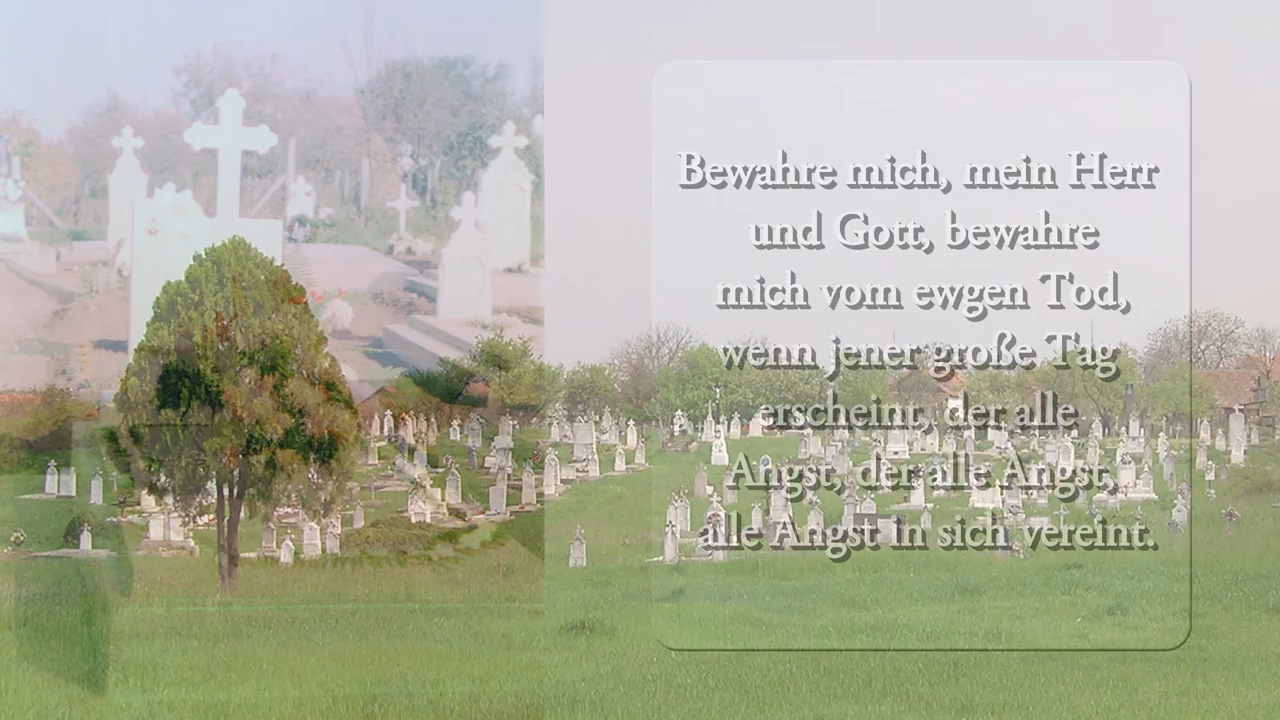 Bewahre mich, mein Herr
und Gott, bewahre
mich vom ewgen Tod,
wenn jener große Tag
erscheint, der alle
Angst, der alle Angst,
alle Angst in sich vereint.